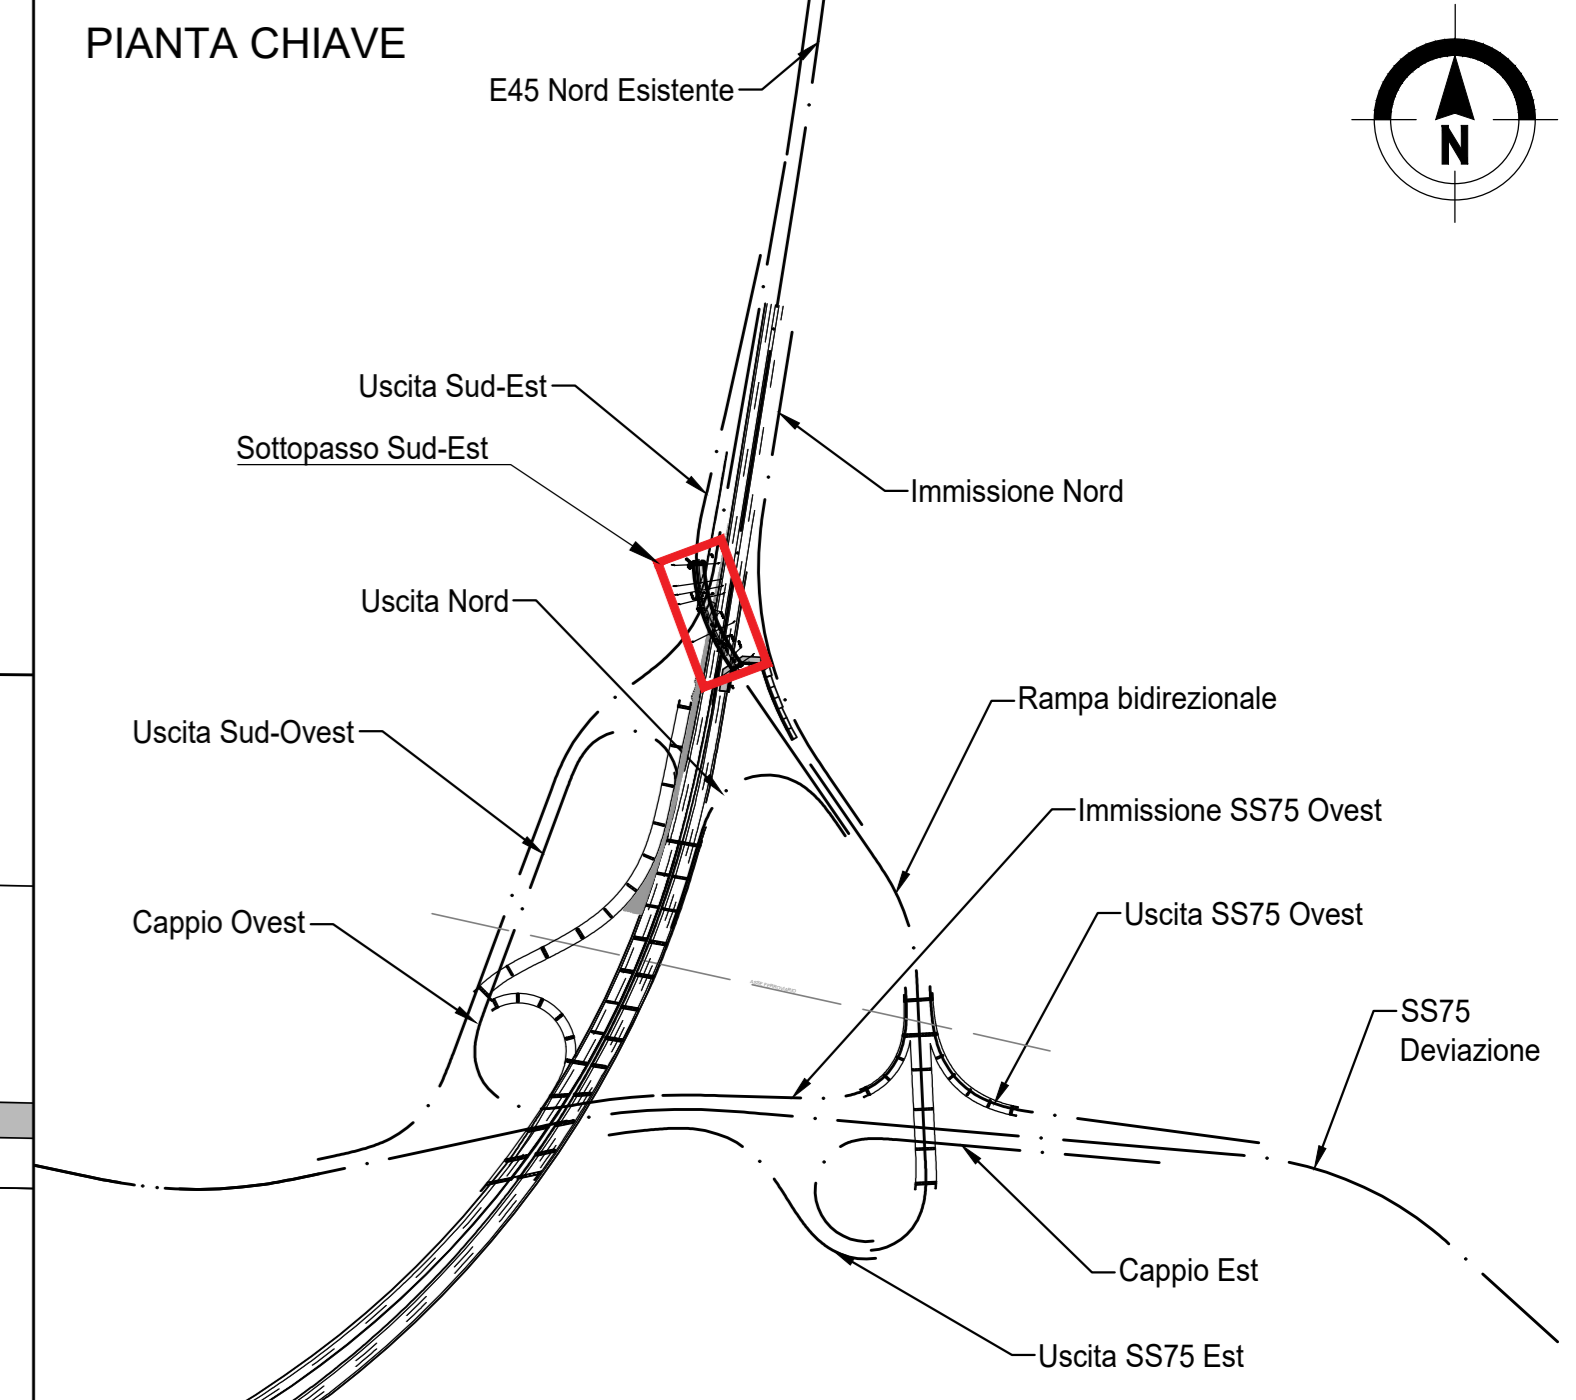 PIANTA CHIAVE
E45 Nord Esistente
N
Uscita Sud-Est
Sottopasso Sud-Est
Immissione Nord
Uscita Nord
Rampa bidirezionale
Uscita Sud-Ovest
Immissione SS75 Ovest
Cappio Ovest
Uscita SS75 Ovest
SS75
Deviazione
Cappio Est
Uscita SS75 Est